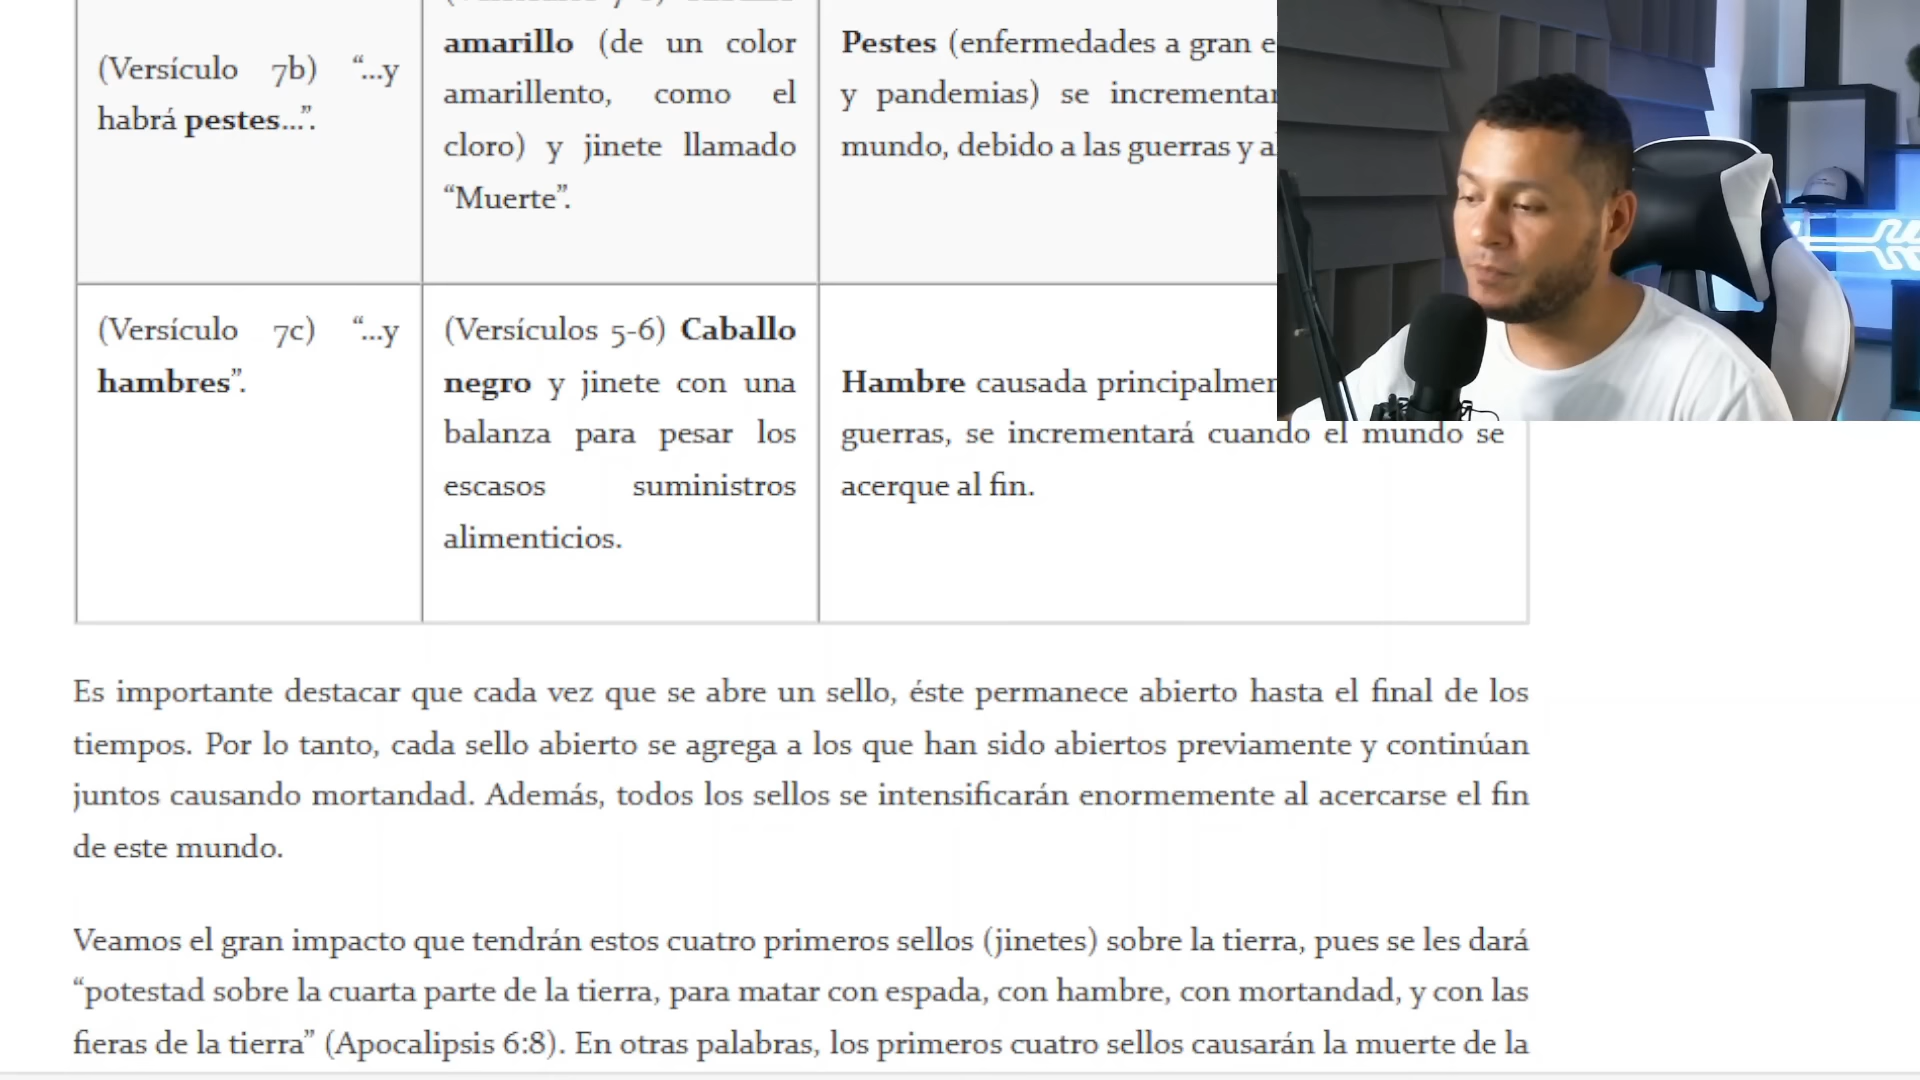 (Versículo 7b) “...y
habrá pestes...”.
amarillo (de un color
amarillento, como el
cloro) y jinete llamado
“Muerte”.
Pestes (enfermedades a gran
y pandemias) se
mundo, debido a las guerras y
(Versículo 7c) “...y
hambres”.
(Versículos 5-6) Caballo
negro y jinete con una
balanza para pesar los
escasos suministros
alimenticios.
Hambre causada
guerras, se incrementará cuando el mundo se
acerque al fin.
Es importante destacar que cada vez que se abre un sello, éste permanece abierto hasta el final de los
tiempos. Por lo tanto, cada sello abierto se agrega a los que han sido abiertos previamente y continúan
juntos causando mortandad. Además, todos los sellos se intensificarán enormemente al acercarse el fin
de este mundo.
Veamos el gran impacto que tendrán estos cuatro primeros sellos (jinetes) sobre la tierra, pues se les dará
“potestad sobre la cuarta parte de la tierra, para matar con espada, con hambre, con mortandad, y con las
fieras de la tierra” (Apocalipsis 6:8). En otras palabras, los primeros cuatro sellos causarán la muerte de la